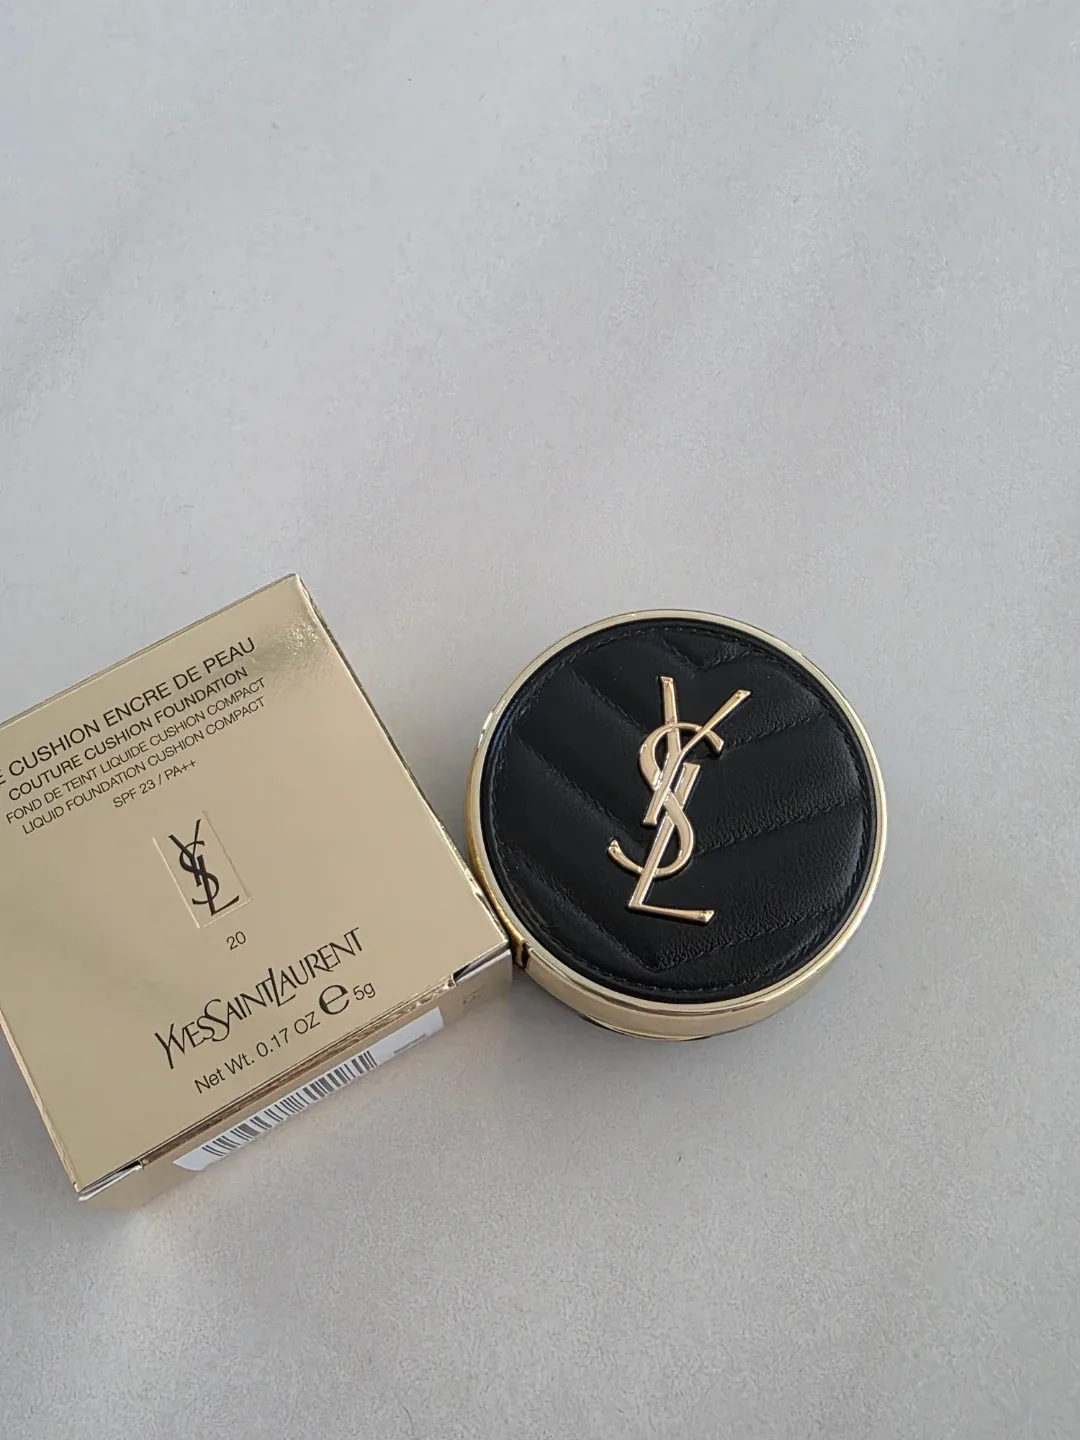 E CUSHION ENCRE DE PEAU
COUTURE CUSHION FOUNDATION
FOND DE TEINT LIQUIDE CUSHION COMPACT
LIQUID FOUNDATION CUSHION COMPACT
SPF 23 / PA++
YSL
20
YVESSAINTLAURENT
Net Wt. 0.17 OZ e 5g
YSL